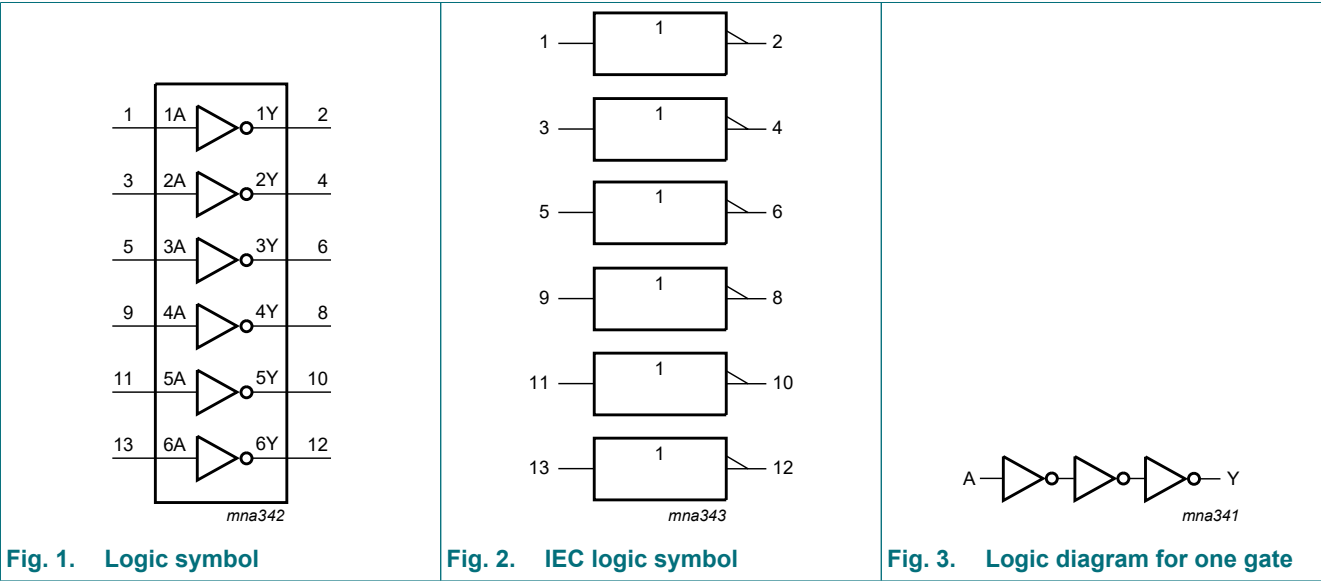 1 1A 1Y 2
3 2A 2Y 4
5 3A 3Y 6
9 4A 4Y 8
11 5A 5Y 10
13 6A 6Y 12
mna342
Fig. 1. Logic symbol
1 1 2
3 1 4
5 1 6
9 1 8
11 1 10
13 1 12
mna343
Fig. 2. IEC logic symbol
A Y
mna341
Fig. 3. Logic diagram for one gate